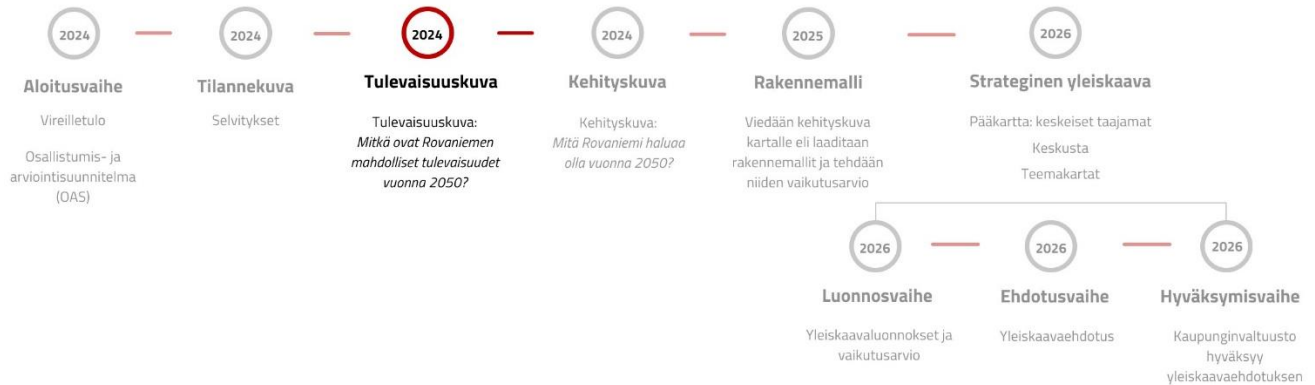 2024
Aloitusvaihe
Vireilletulo
Osallistumis- ja
arviointisuunnitelma
(OAS)
2024
Tilannekuva
Selvitykset
2024
Tulevaisuuskuva
Tulevaisuuskuva:
Mitkä ovat Rovaniemen
mahdolliset tulevaisuudet
vuonna 2050?
2024
Kehityskuva
Kehityskuva:
Mitä Rovaniemi haluaa
olla vuonna 2050?
2025
Rakennemalli
Viedään kehityskuva
kartalle eli laaditaan
rakennemallit ja tehdään
niiden vaikutusarvio
2026
Strateginen yleiskaava
Pääkartta: keskeiset taajamat
Keskusta
Teemakartat
2026
Luonnosvaihe
Yleiskaavaluonnokset ja
vaikutusarvio
2026
Ehdotusvaihe
Yleiskaavaehdotus
2026
Hyväksymisvaihe
Kaupunginvaltuusto
hyväksyy
yleiskaavaehdotuksen